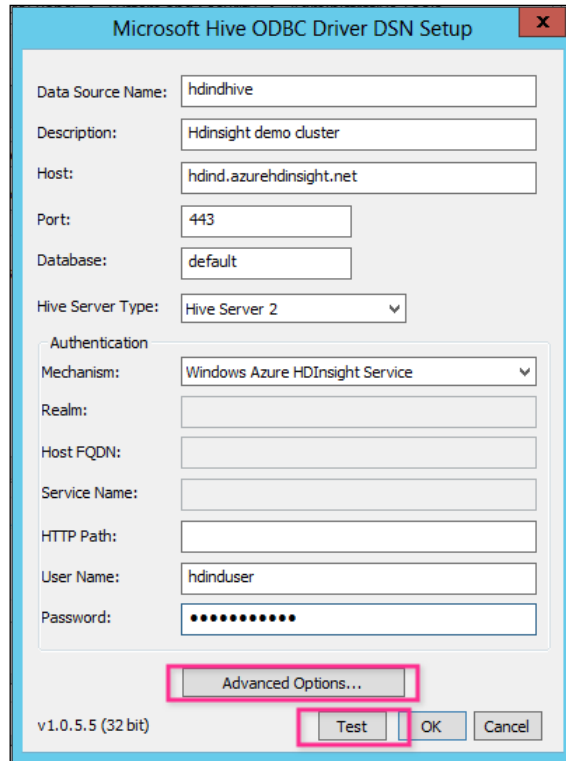 Microsoft Hive ODBC Driver DSN Setup
x
Data Source Name: hdindhive
Description: Hdinsight demo cluster
Host: hdind.azurehdinsight.net
Port: 443
Database: default
Hive Server Type: Hive Server 2
Authentication
Mechanism: Windows Azure HDInsight Service
Realm:
Host FQDN:
Service Name:
HTTP Path:
User Name: hdinduser
Password: ●●●●●●●●●●●
Advanced Options...
v1.0.5.5 (32 bit) Test OK Cancel